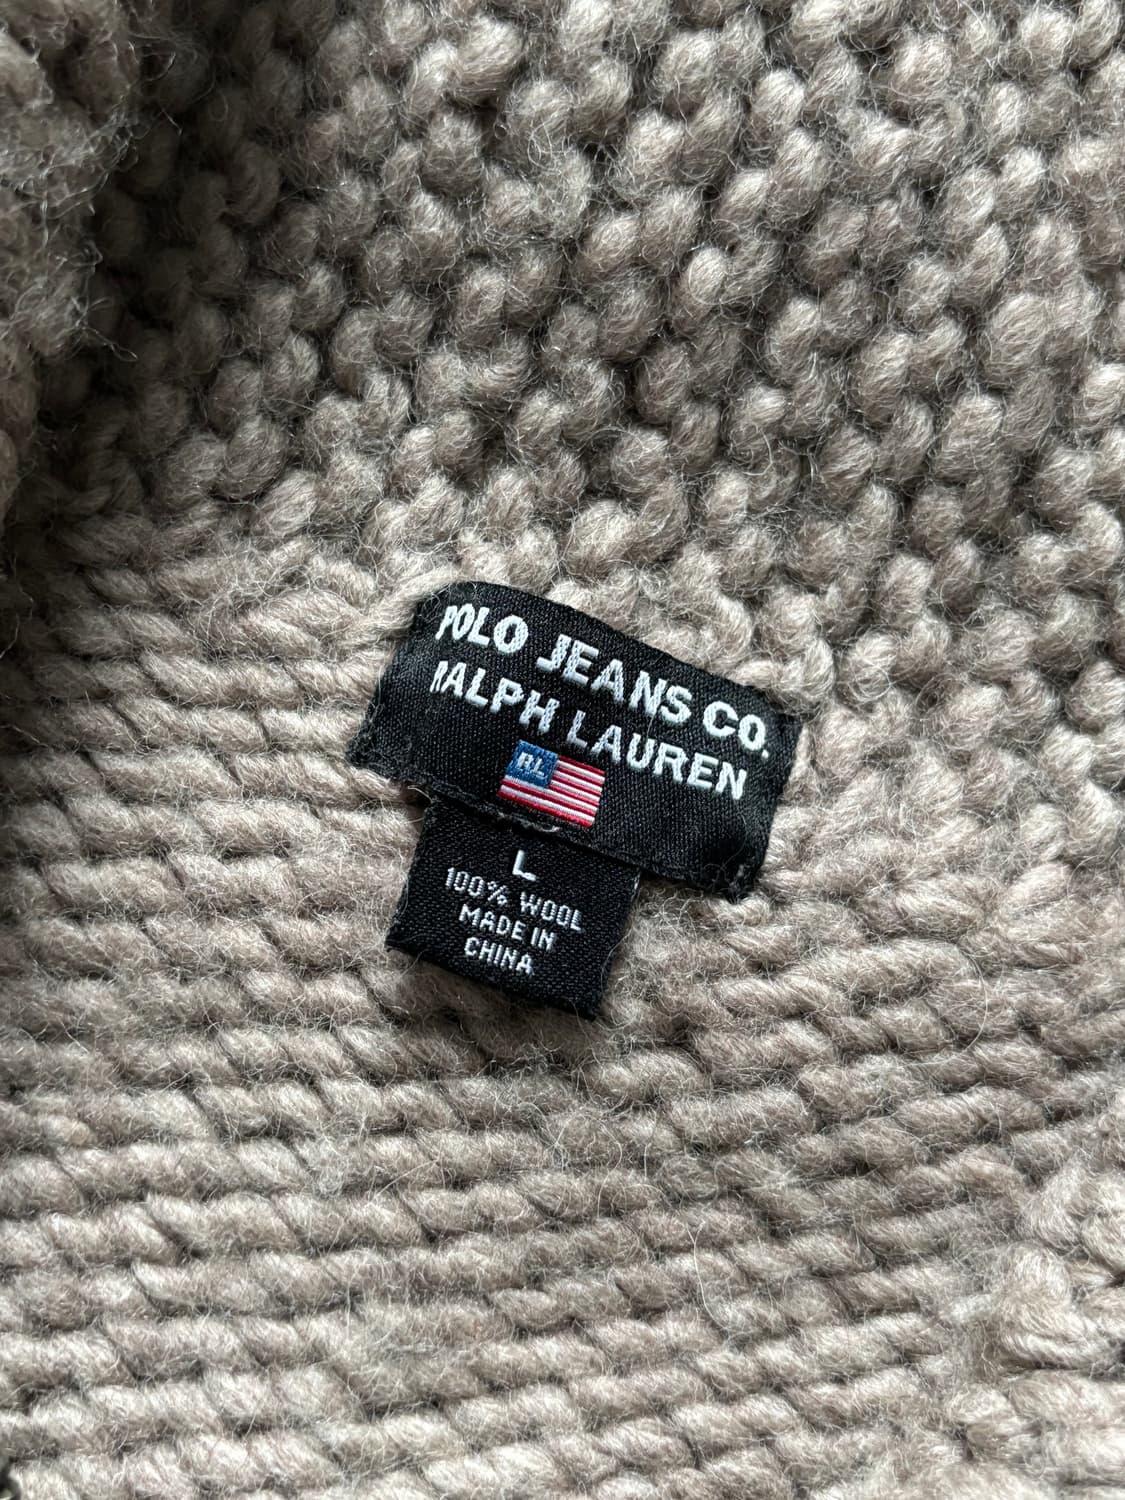 POLO JEANS CO.
RALPH LAUREN
RL
L
100% WOOL
MADE IN
CHINA